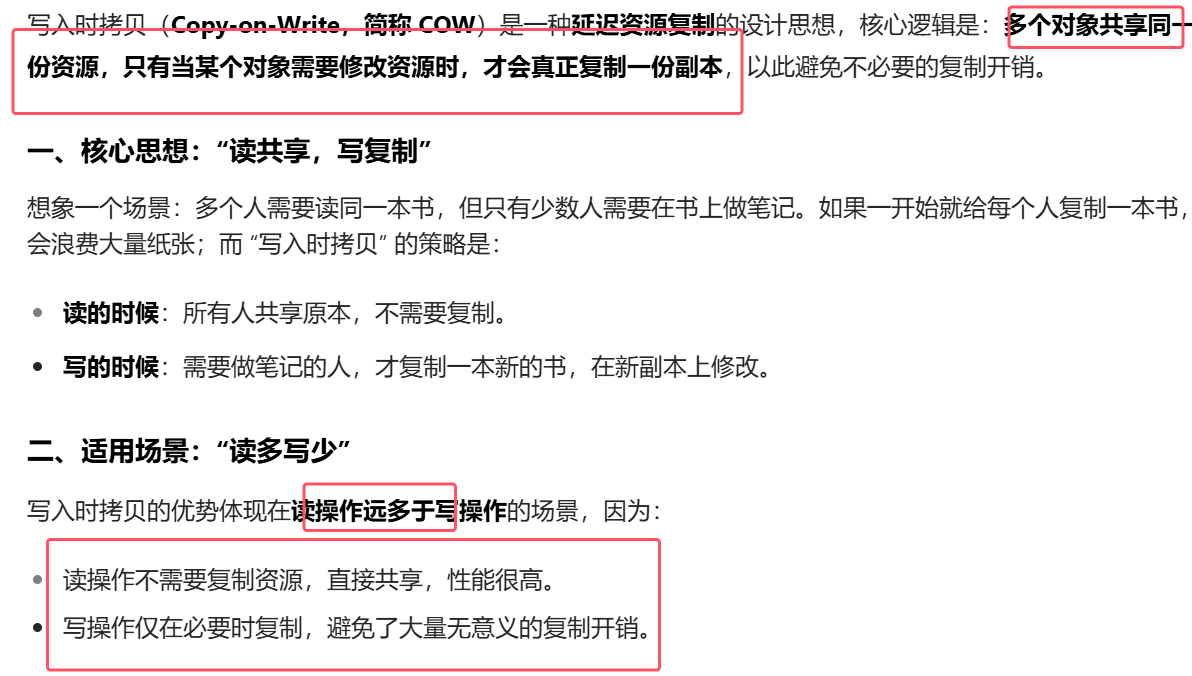 写入时拷贝（Copy-on-Write，简称 COW）是一种延迟资源复制的设计思想，核心逻辑是：多个对象共享同一
份资源，只有当某个对象需要修改资源时，才会真正复制一份副本，以此避免不必要的复制开销。
一、核心思想：“读共享，写复制”
想象一个场景：多个人需要读同一本书，但只有少数人需要在书上做笔记。如果一开始就给每个人复制一本书，
会浪费大量纸张；而 “写入时拷贝” 的策略是：
• 读的时候：所有人共享原本，不需要复制。
• 写的时候：需要做笔记的人，才复制一本新的书，在新副本上修改。
二、适用场景：“读多写少”
写入时拷贝的优势体现在读操作远多于写操作的场景，因为：
• 读操作不需要复制资源，直接共享，性能很高。
• 写操作仅在必要时复制，避免了大量无意义的复制开销。